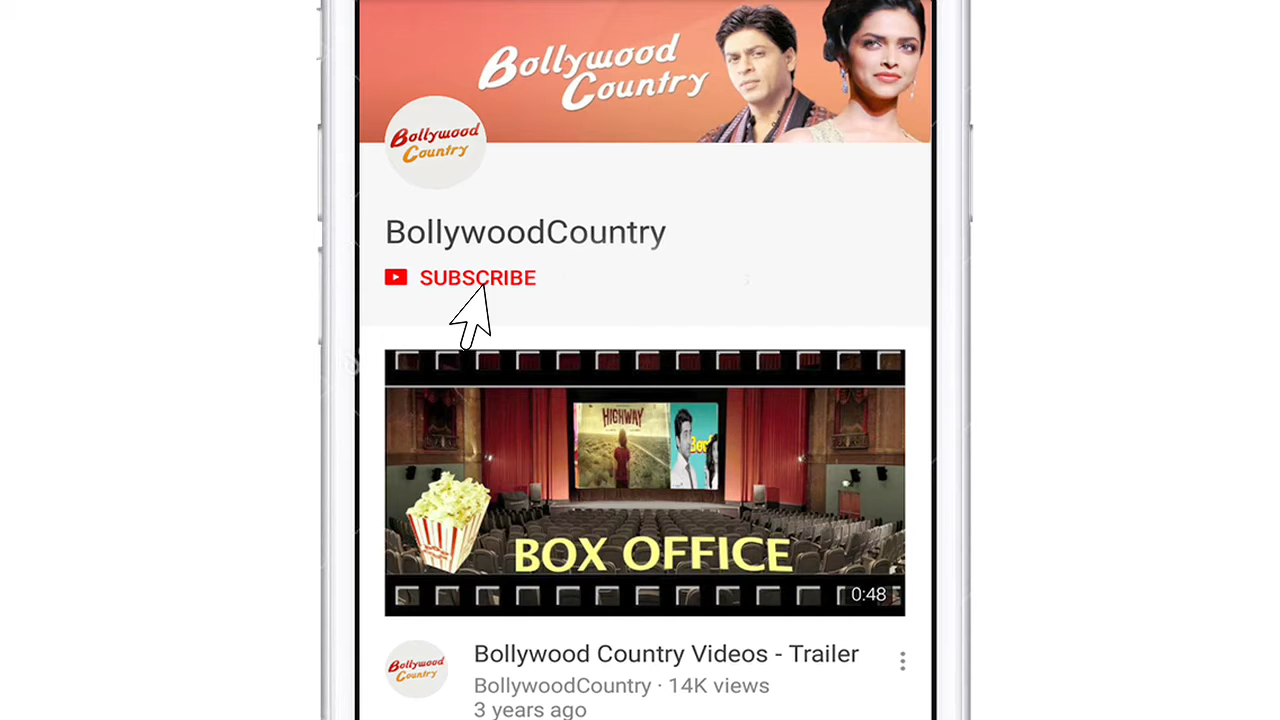 Bollywood
Country
Bollywood
Country
BollywoodCountry
SUBSCRIBE
HIGHWAY
BOX OFFICE
0:48
Bollywood
Country
Bollywood Country Videos - Trailer
BollywoodCountry · 14K views
3 years ago